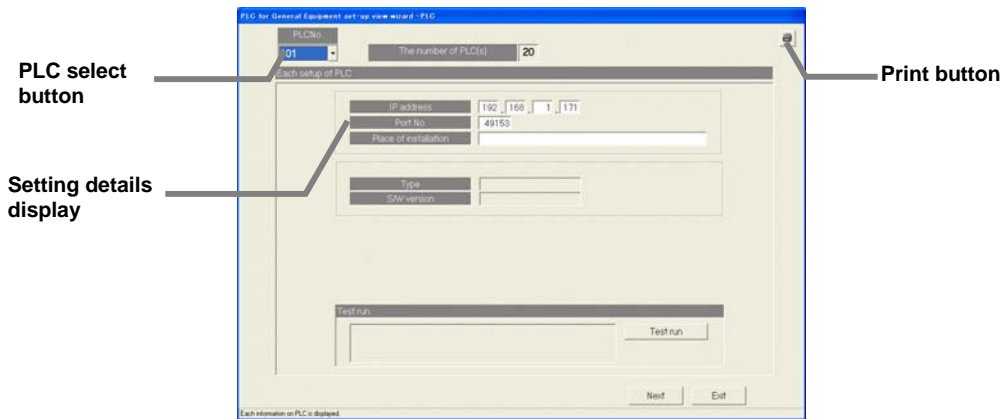 PLC for General Equipment set-up view wizard - PLC
PLCNo
001
The number of PLC(s) 20
PLC select button
Print button
Each setup of PLC
IP address 192 . 168 . 1 . 171
Port No 49153
Place of installation
Setting details display
Type
S/W version
Test run
Test run
Next Exit
Each information on PLC is displayed.